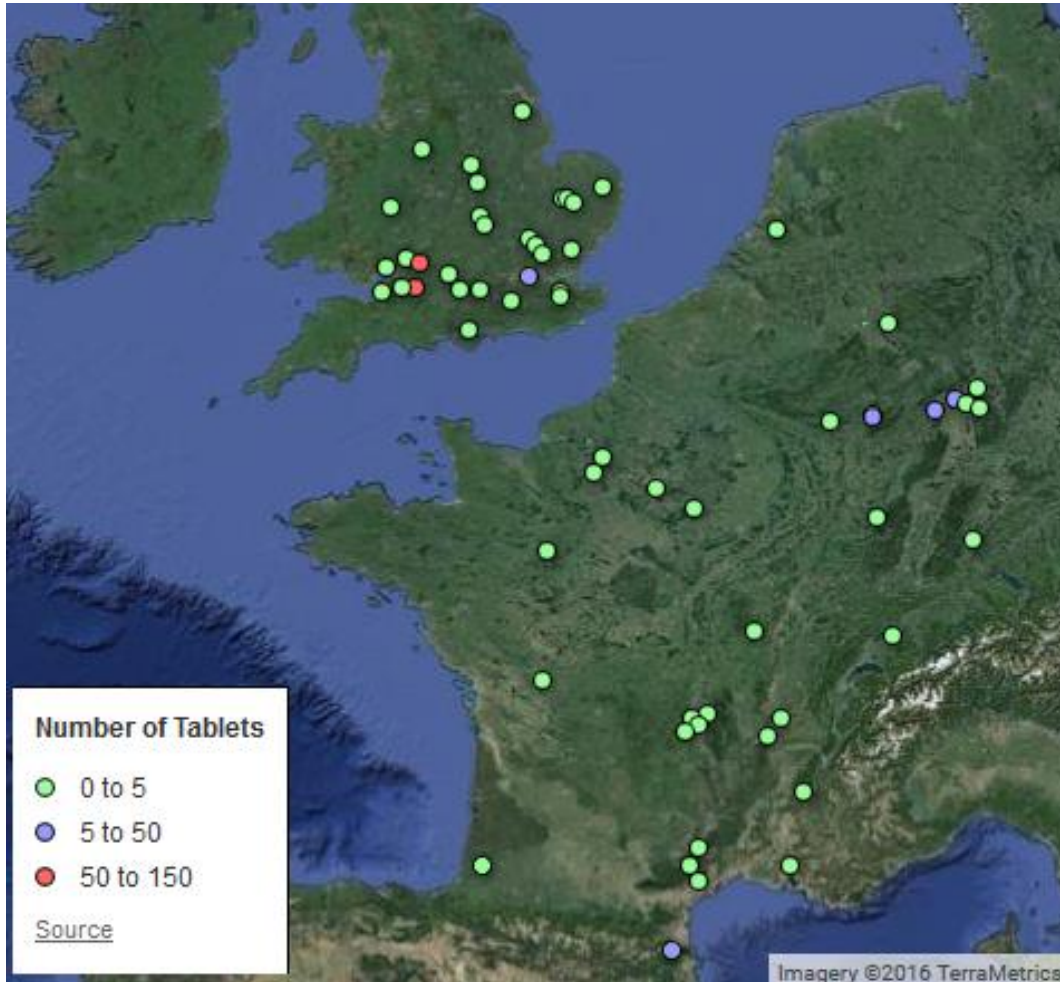 Number of Tablets
0 to 5
5 to 50
50 to 150
Source
Imagery ©2016 TerraMetrics